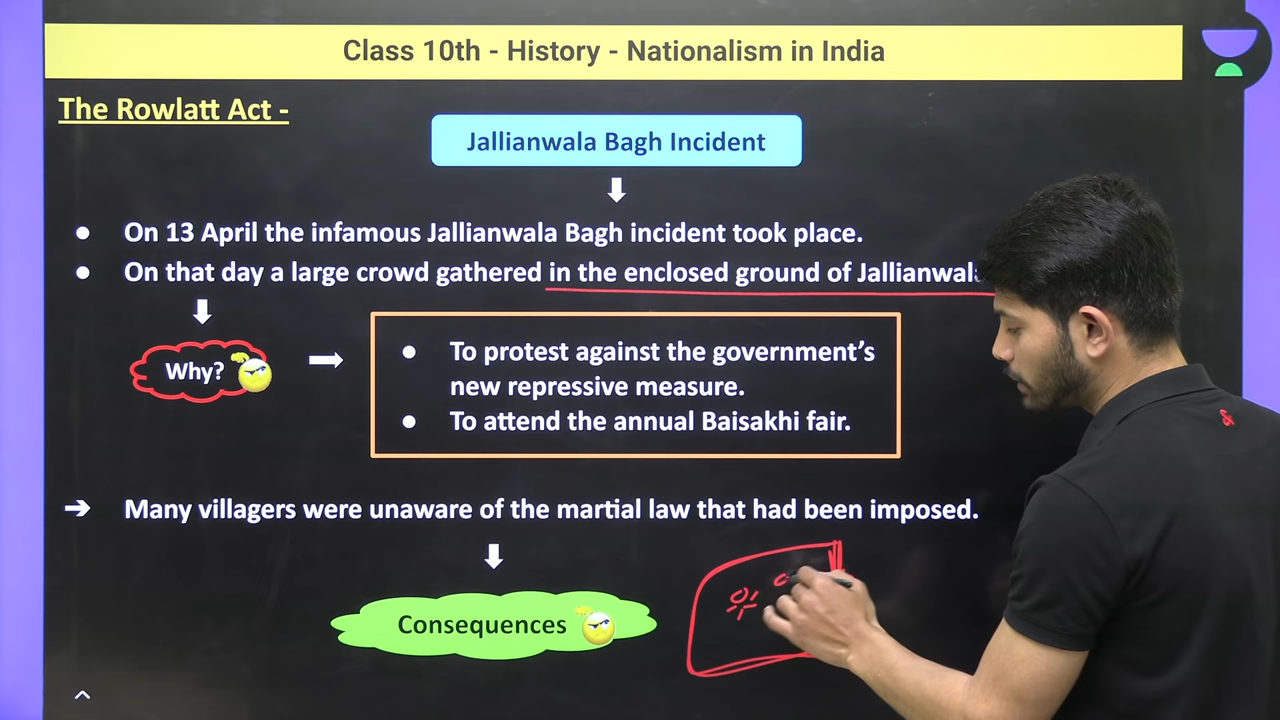 Class 10th - History - Nationalism in India
The Rowlatt Act -
Jallianwala Bagh Incident
● On 13 April the infamous Jallianwala Bagh incident took place.
● On that day a large crowd gathered in the enclosed ground of
Why?
● To protest against the government's
new repressive measure.
● To attend the annual Baisakhi fair.
➔ Many villagers were unaware of the martial law that had been imposed.
Consequences